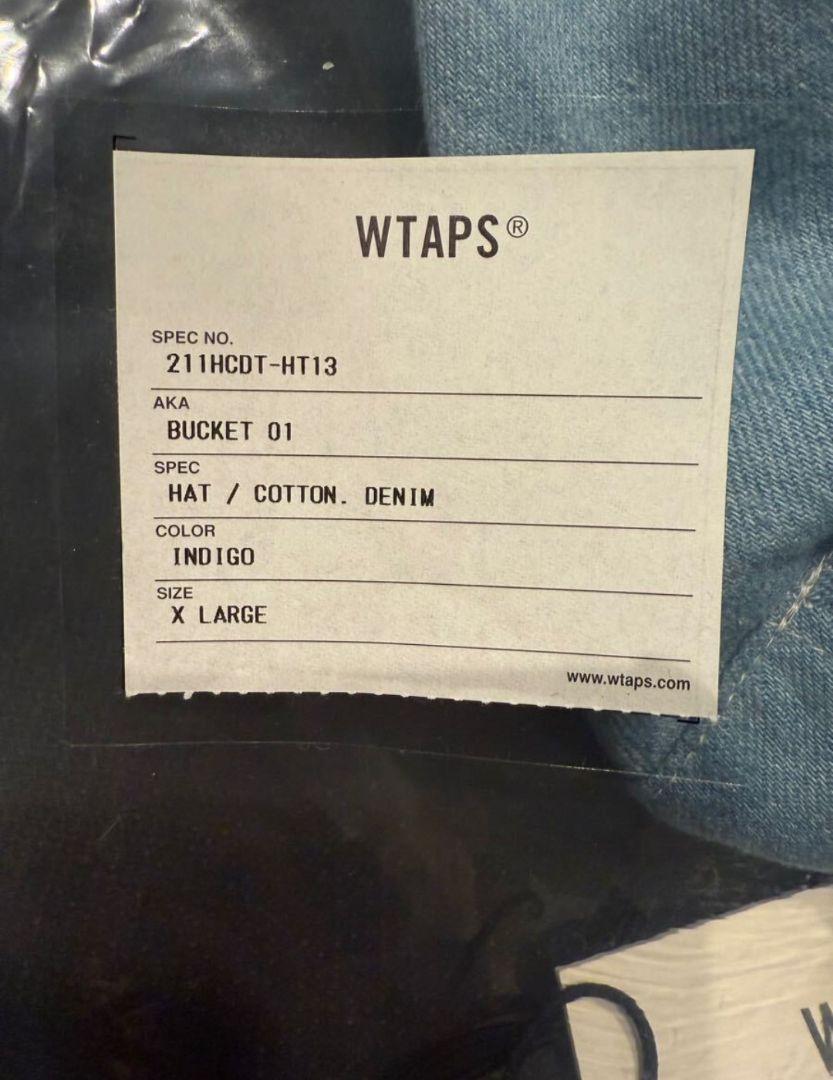 WTAPS®
SPEC NO.
211HCDT-HT13
AKA
BUCKET 01
SPEC
HAT / COTTON. DENIM
COLOR
INDIGO
SIZE
X LARGE
www.wtaps.com